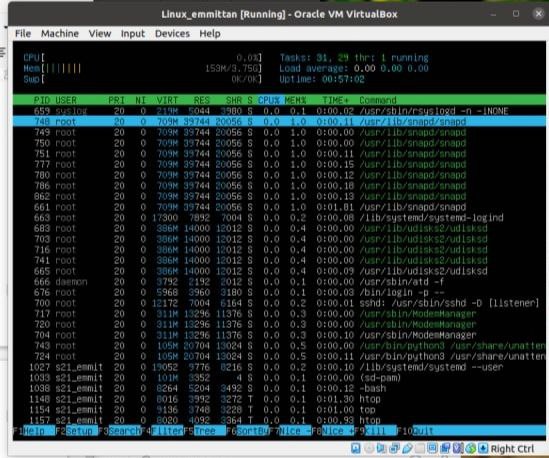 Linux_emmittan [Running] - Oracle VM VirtualBox
File Machine View Input Devices Help
CPU[ 0.0%] Tasks: 31, 29 thr; 1 running
Mem[||||||| 153M/3.75G] Load average: 0.00 0.00 0.00
Swp[ 0K/0K] Uptime: 00:57:02
PID USER PRI NI VIRT RES SHR S CPU% MEM% TIME+ Command
659 syslog 20 0 219M 5044 3980 S 0.0 0.1 0:00.02 /usr/sbin/rsyslogd -n -iNONE
748 root 20 0 709M 39744 20056 S 0.0 1.0 0:00.11 /usr/lib/snapd/snapd
749 root 20 0 709M 39744 20056 S 0.0 1.0 0:00.00 /usr/lib/snapd/snapd
750 root 20 0 709M 39744 20056 S 0.0 1.0 0:00.00 /usr/lib/snapd/snapd
751 root 20 0 709M 39744 20056 S 0.0 1.0 0:00.11 /usr/lib/snapd/snapd
777 root 20 0 709M 39744 20056 S 0.0 1.0 0:00.15 /usr/lib/snapd/snapd
780 root 20 0 709M 39744 20056 S 0.0 1.0 0:00.12 /usr/lib/snapd/snapd
786 root 20 0 709M 39744 20056 S 0.0 1.0 0:00.18 /usr/lib/snapd/snapd
862 root 20 0 709M 39744 20056 S 0.0 1.0 0:00.13 /usr/lib/snapd/snapd
661 root 20 0 709M 39744 20056 S 0.0 1.0 0:01.81 /usr/lib/snapd/snapd
663 root 20 0 17300 7892 7004 S 0.0 0.2 0:00.08 /lib/systemd/systemd-logind
683 root 20 0 386M 14000 12012 S 0.0 0.4 0:00.00 /usr/lib/udisks2/udisksd
703 root 20 0 386M 14000 12012 S 0.0 0.4 0:00.00 /usr/lib/udisks2/udisksd
716 root 20 0 386M 14000 12012 S 0.0 0.4 0:00.00 /usr/lib/udisks2/udisksd
741 root 20 0 386M 14000 12012 S 0.0 0.4 0:00.00 /usr/lib/udisks2/udisksd
665 root 20 0 386M 14000 12012 S 0.0 0.4 0:00.09 /usr/lib/udisks2/udisksd
666 daemon 20 0 3792 2192 2012 S 0.0 0.1 0:00.00 /usr/sbin/atd -f
676 root 20 0 5968 3960 3180 S 0.0 0.1 0:00.03 /bin/login -p --
700 root 20 0 12172 7004 6164 S 0.0 0.2 0:00.01 sshd: /usr/sbin/sshd -D [listener]
717 root 20 0 311M 13296 11376 S 0.0 0.3 0:00.00 /usr/sbin/ModemManager
720 root 20 0 311M 13296 11376 S 0.0 0.3 0:00.00 /usr/sbin/ModemManager
704 root 20 0 311M 13296 11376 S 0.0 0.3 0:00.10 /usr/sbin/ModemManager
743 root 20 0 105M 20704 13024 S 0.0 0.5 0:00.00 /usr/bin/python3 /usr/share/unatten
724 root 20 0 105M 20704 13024 S 0.0 0.5 0:00.11 /usr/bin/python3 /usr/share/unatten
1027 s21_emmit 20 0 19052 9776 8216 S 0.0 0.2 0:00.10 /lib/systemd/systemd --user
1033 s21_emmit 20 0 101M 3352 4 S 0.0 0.1 0:00.00 (sd-pam)
1038 s21_emmit 20 0 8264 5204 3492 S 0.0 0.1 0:00.12 -bash
1148 s21_emmit 20 0 8016 3992 3272 T 0.0 0.1 0:01.30 htop
1154 s21_emmit 20 0 9136 3748 3228 T 0.0 0.1 0:01.00 top
1157 s21_emmit 20 0 8020 4092 3364 T 0.0 0.1 0:00.93 htop
F1Help F2Setup F3SearchF4FilterF5Tree F6SortByF7Nice -F8Nice +F9Kill F10Quit
Right Ctrl